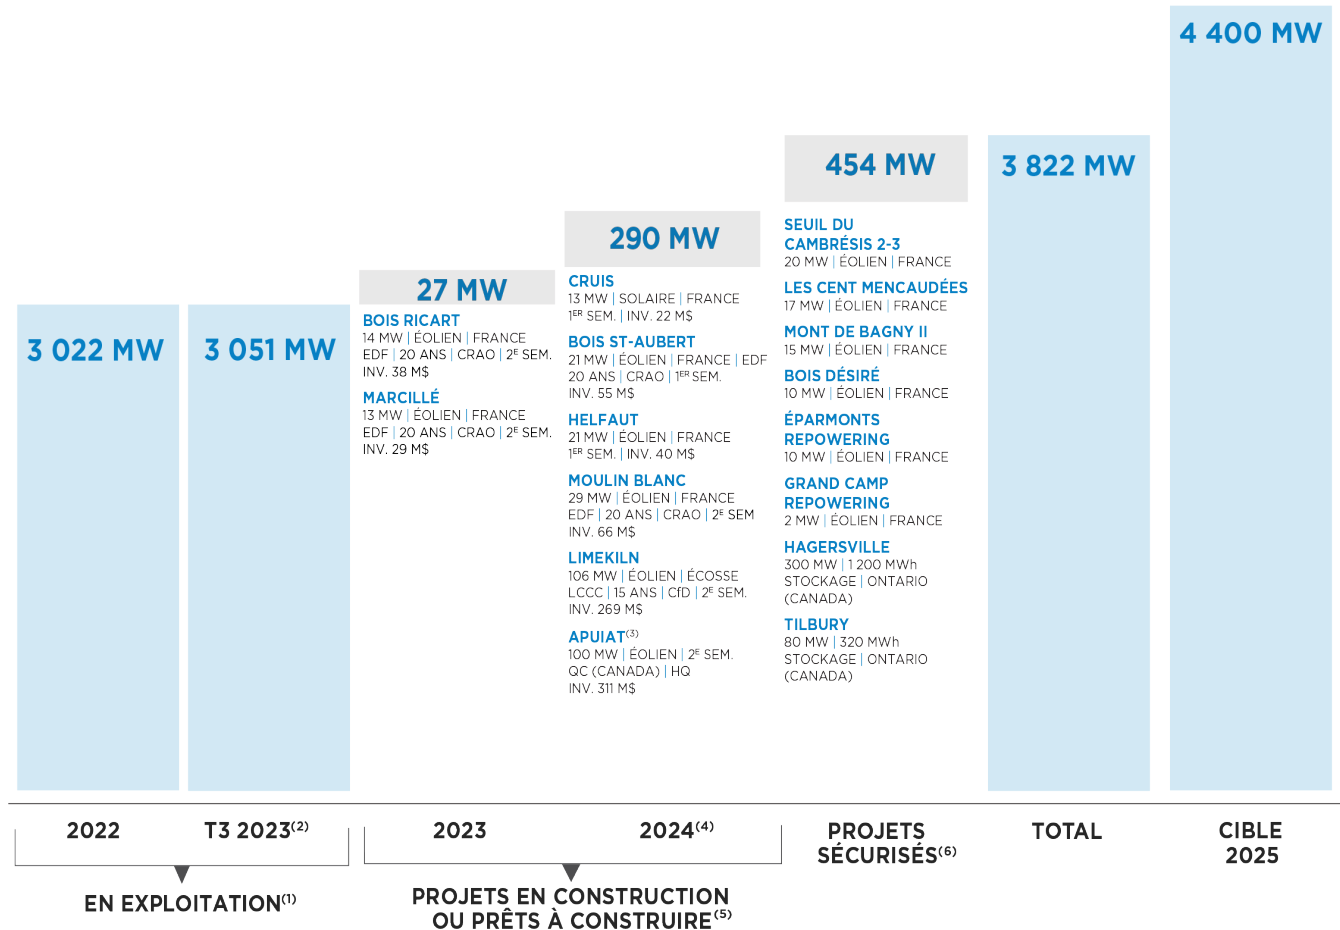 3 022 MW
3 051 MW
27 MW
BOIS RICART
14 MW | ÉOLIEN | FRANCE
EDF | 20 ANS | CRAO | 2E SEM.
INV. 38 M$
MARCILLÉ
13 MW | ÉOLIEN | FRANCE
EDF | 20 ANS | CRAO | 2E SEM.
INV. 29 M$
290 MW
CRUIS
13 MW | SOLAIRE | FRANCE
1ER SEM. | INV. 22 M$
BOIS ST-AUBERT
21 MW | ÉOLIEN | FRANCE | EDF
20 ANS | CRAO | 1ER SEM.
INV. 55 M$
HELFAUT
21 MW | ÉOLIEN | FRANCE
1ER SEM. | INV. 40 M$
MOULIN BLANC
29 MW | ÉOLIEN | FRANCE
EDF | 20 ANS | CRAO | 2E SEM
INV. 66 M$
LIMEKILN
106 MW | ÉOLIEN | ÉCOSSE
LCCC | 15 ANS | CfD | 2E SEM.
INV. 269 M$
APUIAT(3)
100 MW | ÉOLIEN | 2E SEM.
QC (CANADA) | HQ
INV. 311 M$
454 MW
SEUIL DU
CAMBRÉSIS 2-3
20 MW | ÉOLIEN | FRANCE
LES CENT MENCAUDÉES
17 MW | ÉOLIEN | FRANCE
MONT DE BAGNY II
15 MW | ÉOLIEN | FRANCE
BOIS DÉSIRÉ
10 MW | ÉOLIEN | FRANCE
ÉPARMONTS
REPOWERING
10 MW | ÉOLIEN | FRANCE
GRAND CAMP
REPOWERING
2 MW | ÉOLIEN | FRANCE
HAGERSVILLE
300 MW | 1 200 MWh
STOCKAGE | ONTARIO
(CANADA)
TILBURY
80 MW | 320 MWh
STOCKAGE | ONTARIO
(CANADA)
3 822 MW
4 400 MW
2022
T3 2023(2)
2023
2024(4)
PROJETS
SÉCURISÉS(6)
TOTAL
CIBLE
2025
EN EXPLOITATION(1)
PROJETS EN CONSTRUCTION
OU PRÊTS À CONSTRUIRE(5)